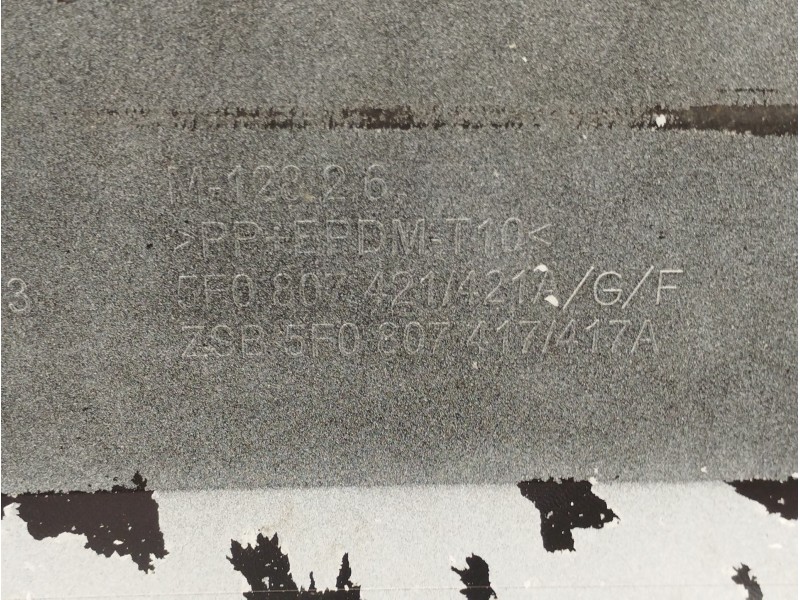 M-128.2.6.
>PP+EPDM-T10<
5F0 807 421/421A/G/F
3
ZSB 5F0 807 417/417A